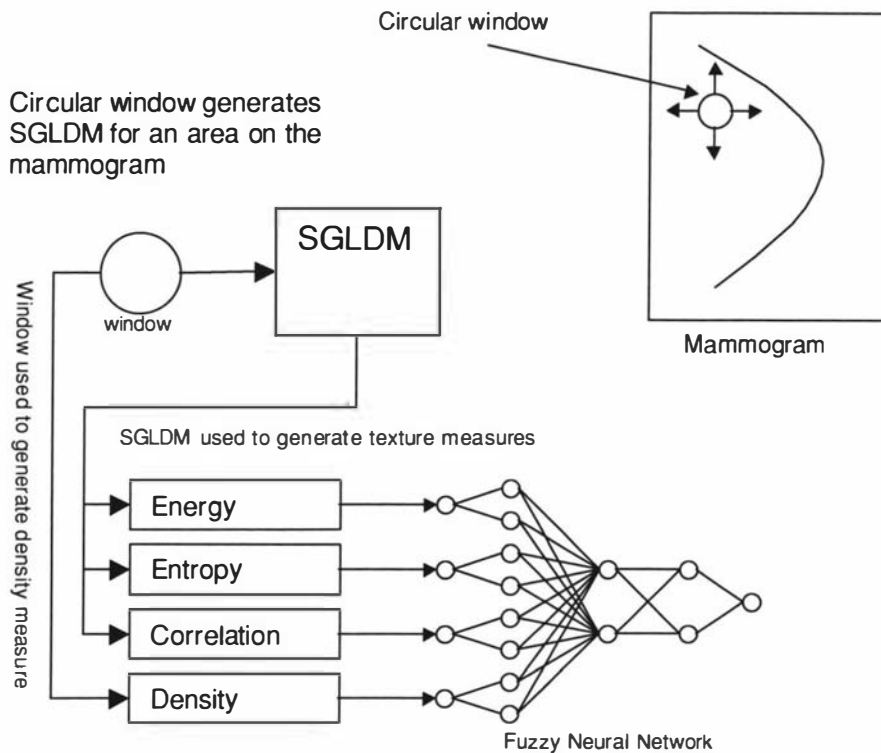 Circular window
Circular window generates
SGLDM for an area on the
mammogram
SGLDM
window
Mammogram
Window used to generate density measure
SGLDM used to generate texture measures
Energy
Entropy
Correlation
Density
Fuzzy Neural Network